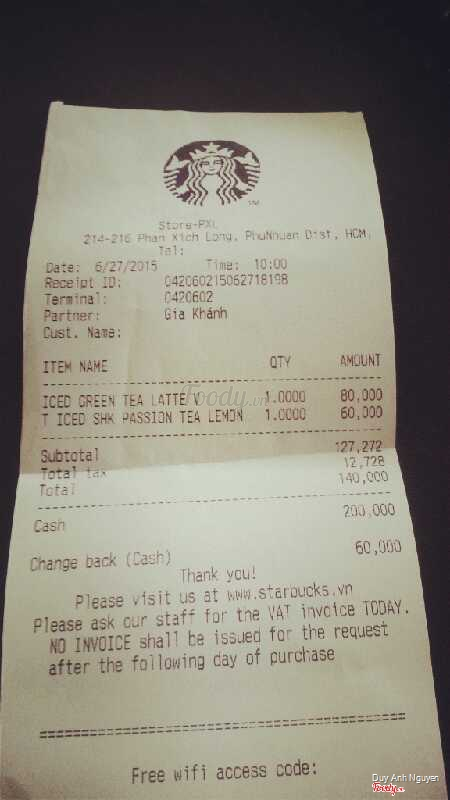 TM
Store-PXL
214-216 Phan Xich Long, PhuNhuan Dist, HCM,
Tel:
Date: 6/27/2015 Time: 10:00
Receipt ID: 042060215062718198
Terminal: 0420602
Partner: Gia Khánh
Cust. Name:
ITEM NAME QTY AMOUNT
ICED GREEN TEA LATTE V 1.0000 80,000
T ICED SHK PASSION TEA LEMON 1.0000 60,000
Foody.vn
Subtotal 127,272
Total tax 12,728
Total 140,000
Cash 200,000
Change back (Cash) 60,000
Thank you!
Please visit us at www.starbucks.vn
Please ask our staff for the VAT invoice TODAY.
NO INVOICE shall be issued for the request
after the following day of purchase
Free wifi access code:
Duy Anh Nguyen
Foody.vn